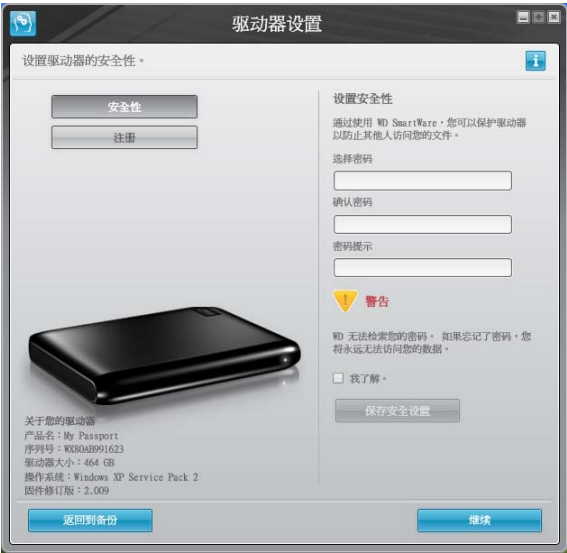 驱动器设置
设置驱动器的安全性。
安全性
注册
设置安全性
通过使用 WD SmartWare，您可以保护驱动器
以防止其他人访问您的文件。
选择密码
确认密码
密码提示
警告
WD 无法检索您的密码。 如果忘记了密码，您
将永远无法访问您的数据。
我了解。
保存安全设置
关于您的驱动器
产品名：My Passport
序列号：WX80AB991623
驱动器大小：464 GB
操作系统：Windows XP Service Pack 2
固件修订版：2.009
返回到备份
继续